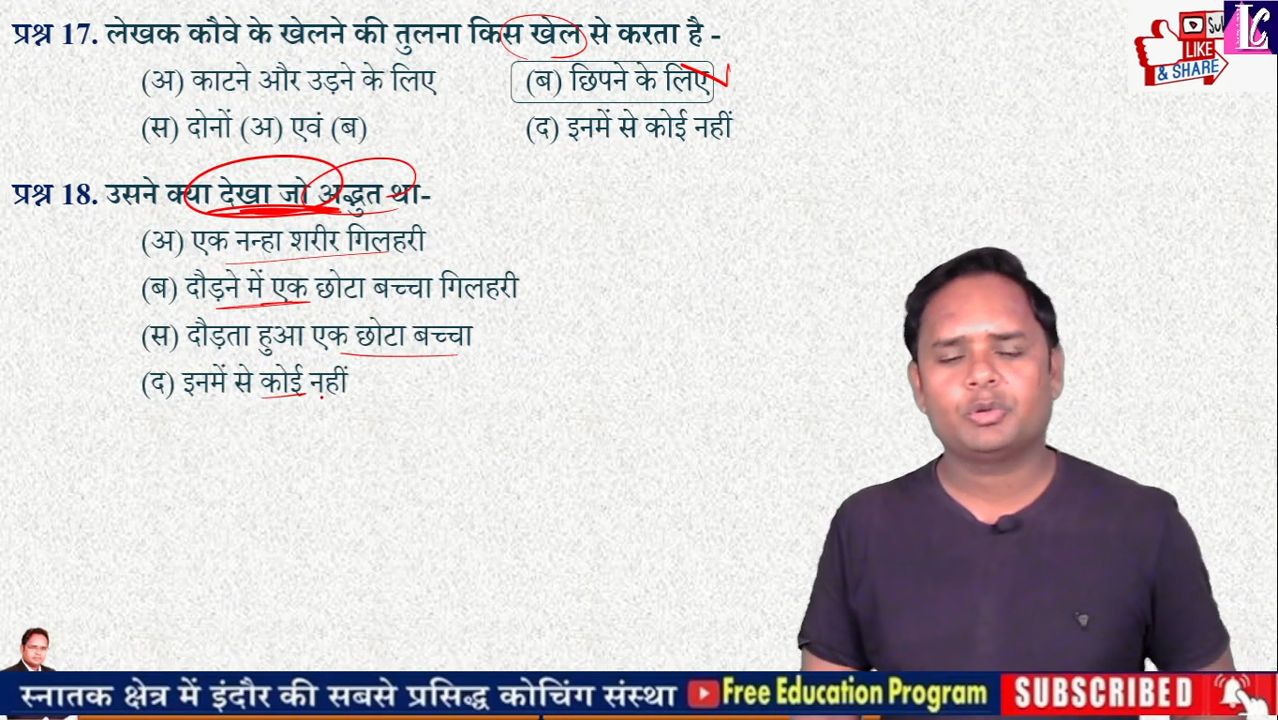 प्रश्न 17. लेखक कौवे के खेलने की तुलना किस खेल से करता है -
(अ) काटने और उड़ने के लिए (ब) छिपने के लिए
(स) दोनों (अ) एवं (ब) (द) इनमें से कोई नहीं
प्रश्न 18. उसने क्या देखा जो अद्भुत था-
(अ) एक नन्हा शरीर गिलहरी
(ब) दौड़ने में एक छोटा बच्चा गिलहरी
(स) दौड़ता हुआ एक छोटा बच्चा
(द) इनमें से कोई नहीं
LIKE
& SHARE
LC
स्नातक क्षेत्र में इंदौर की सबसे प्रसिद्ध कोचिंग संस्था Free Education Program SUBSCRIBED